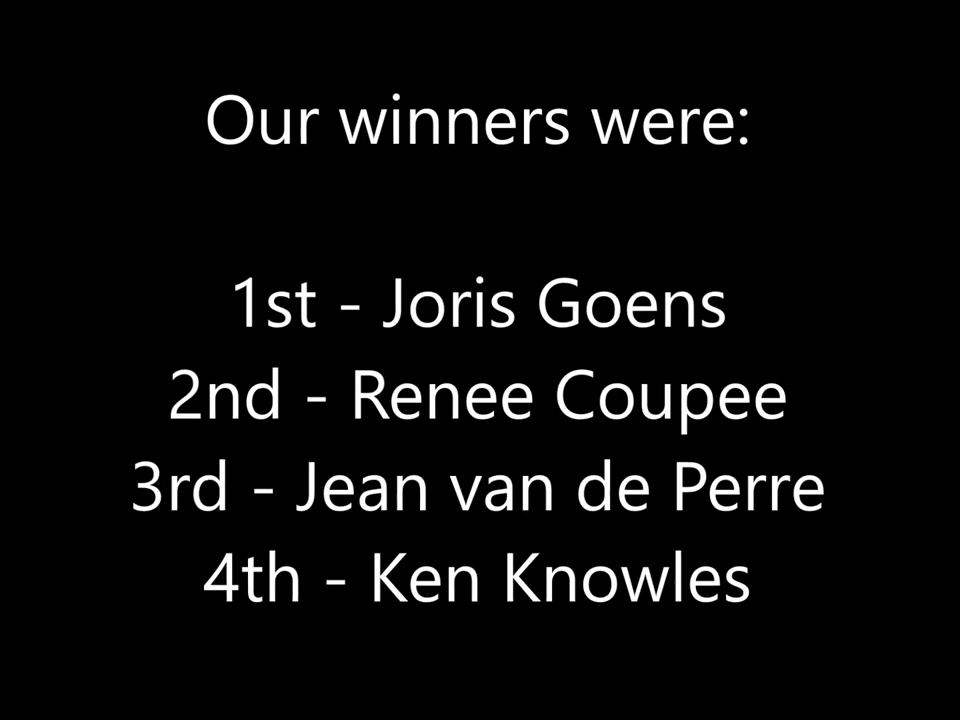 Our winners were:
1st - Joris Goens
2nd - Renee Coupee
3rd - Jean van de Perre
4th - Ken Knowles